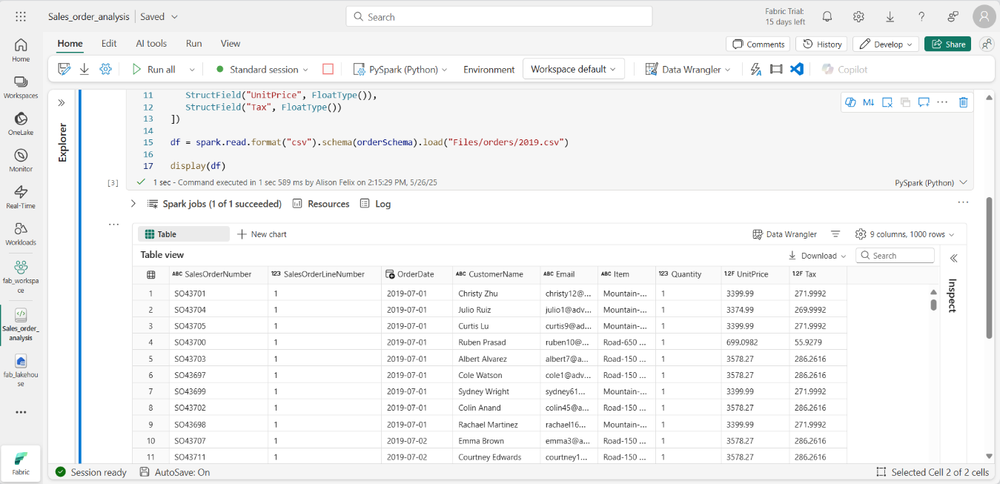 Sales_order_analysis Saved
Search
Fabric Trial:
15 days left
Home
Workspaces
OneLake
Monitor
Real-Time
Workloads
fab_workspa
ce
Sales_order_
analysis
fab_lakehou
se
Fabric
Home Edit AI tools Run View
Comments History Develop Share
Run all Standard session PySpark (Python) Environment Workspace default Data Wrangler Copilot
Explorer
11 StructField("UnitPrice", FloatType()),
12 StructField("Tax", FloatType())
13 ])
14
15 df = spark.read.format("csv").schema(orderSchema).load("Files/orders/2019.csv")
16
17 display(df)
M↓
[3] 1 sec - Command executed in 1 sec 589 ms by Alison Felix on 2:15:29 PM, 5/26/25 PySpark (Python)
Spark jobs (1 of 1 succeeded) Resources Log
Table New chart Data Wrangler 9 columns, 1000 rows
Table view Download Search
Inspect
ABC SalesOrderNumber 123 SalesOrderLineNumber OrderDate ABC CustomerName ABC Email ABC Item 123 Quantity 1.2F UnitPrice 1.2F Tax
1 SO43701 1 2019-07-01 Christy Zhu christy12@... Mountain-... 1 3399.99 271.9992
2 SO43704 1 2019-07-01 Julio Ruiz julio1@adv... Mountain-... 1 3374.99 269.9992
3 SO43705 1 2019-07-01 Curtis Lu curtis9@ad... Mountain-... 1 3399.99 271.9992
4 SO43700 1 2019-07-01 Ruben Prasad ruben10@... Road-650 ... 1 699.0982 55.9279
5 SO43703 1 2019-07-01 Albert Alvarez albert7@a... Road-150 ... 1 3578.27 286.2616
6 SO43697 1 2019-07-01 Cole Watson cole1@adv... Road-150 ... 1 3578.27 286.2616
7 SO43699 1 2019-07-01 Sydney Wright sydney61... Mountain-... 1 3399.99 271.9992
8 SO43702 1 2019-07-01 Colin Anand colin45@a... Road-150 ... 1 3578.27 286.2616
9 SO43698 1 2019-07-01 Rachael Martinez rachael16... Mountain-... 1 3399.99 271.9992
10 SO43707 1 2019-07-02 Emma Brown emma3@a... Road-150 ... 1 3578.27 286.2616
11 SO43711 1 2019-07-02 Courtney Edwards courtney1... Road-150 ... 1 3578.27 286.2616
Session ready AutoSave: On Selected Cell 2 of 2 cells